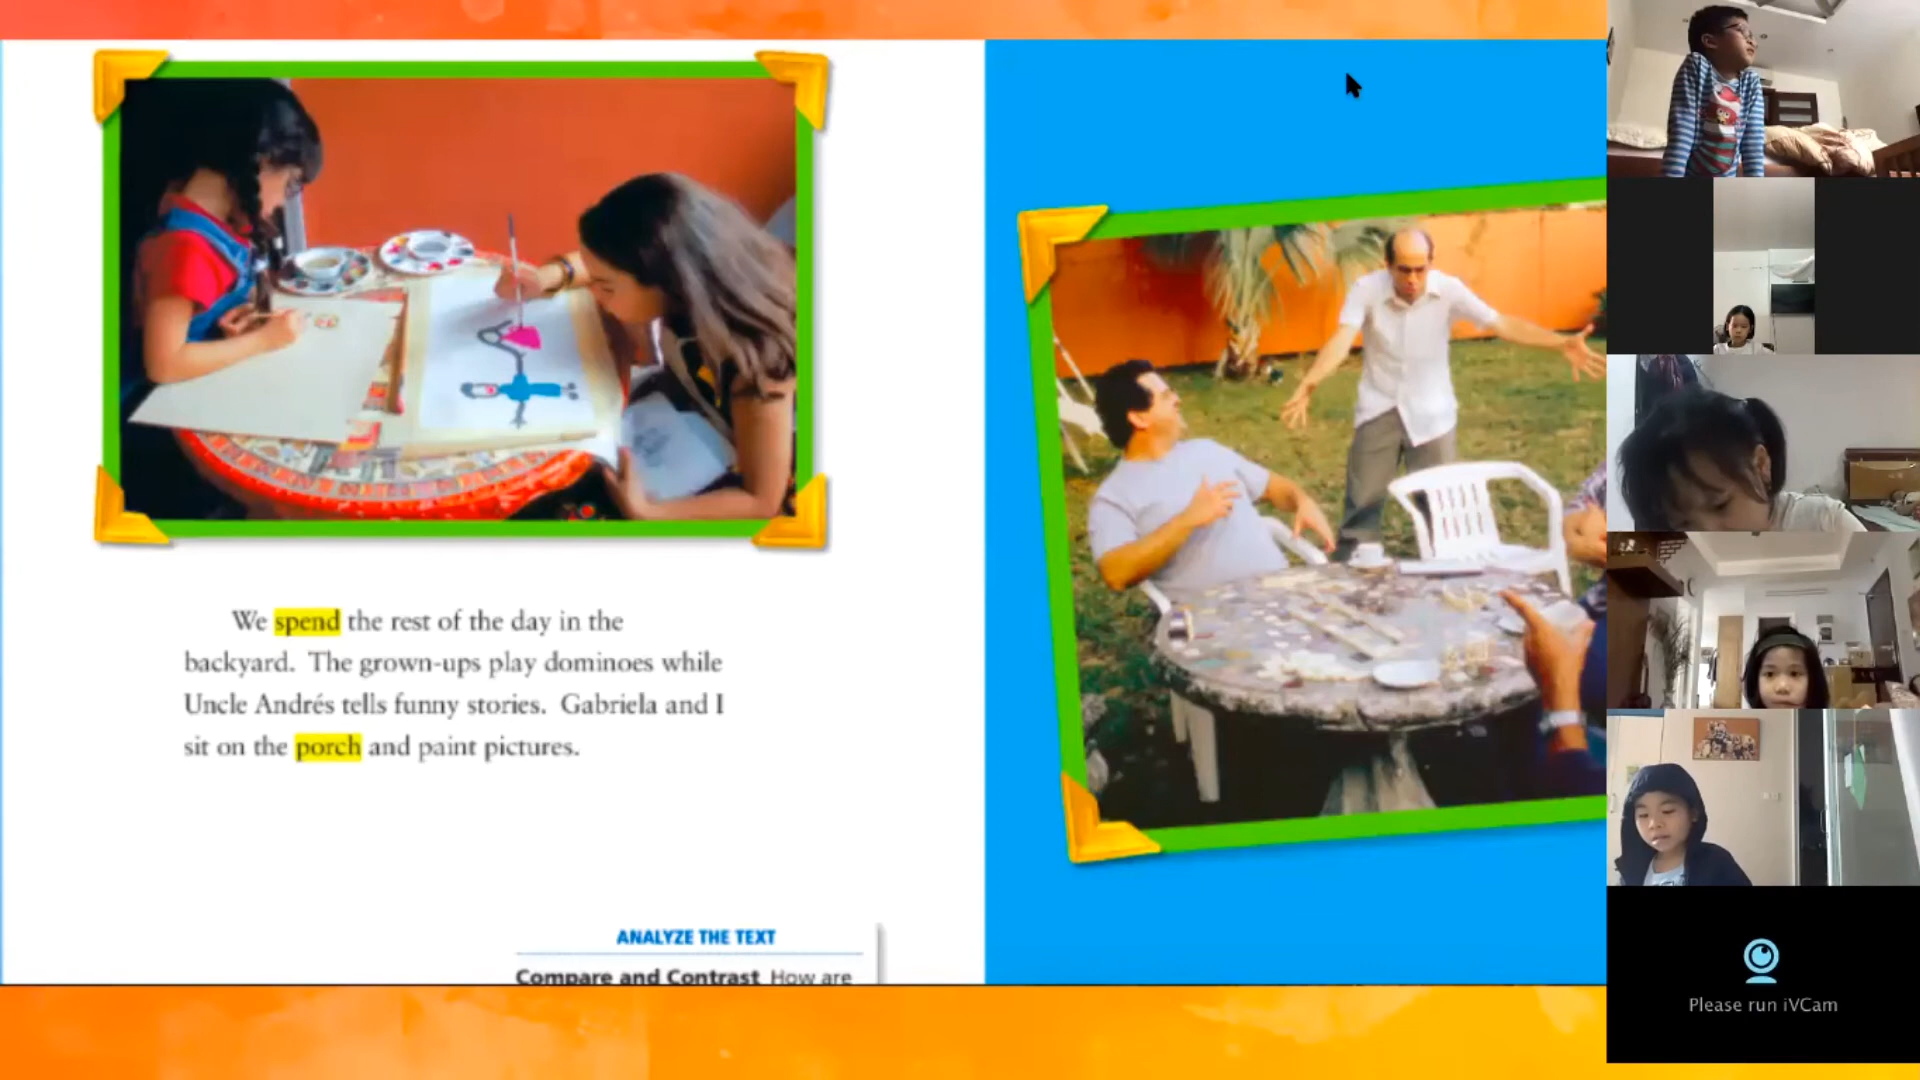 We spend the rest of the day in the
backyard. The grown-ups play dominoes while
Uncle Andrés tells funny stories. Gabriela and I
sit on the porch and paint pictures.
ANALYZE THE TEXT
Compare and Contrast How are
Please run iVCam